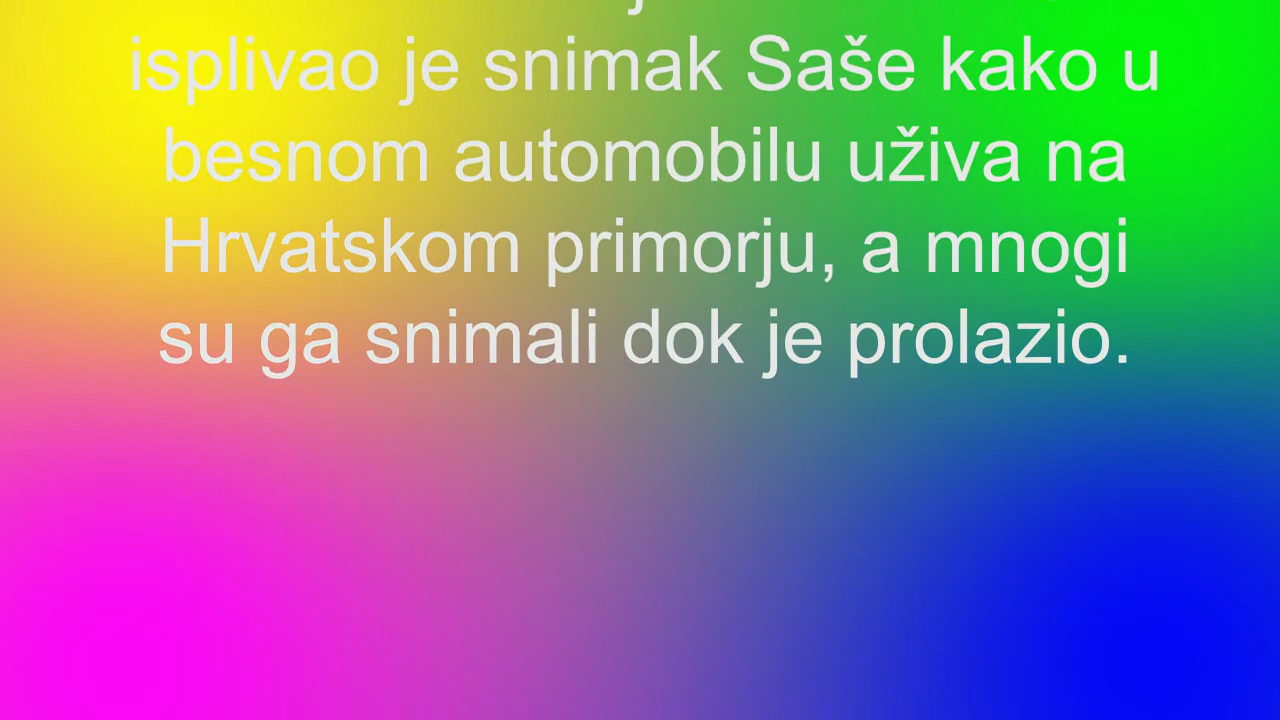 isplivao je snimak Saše kako u
besnom automobilu uživa na
Hrvatskom primorju, a mnogi
su ga snimali dok je prolazio.